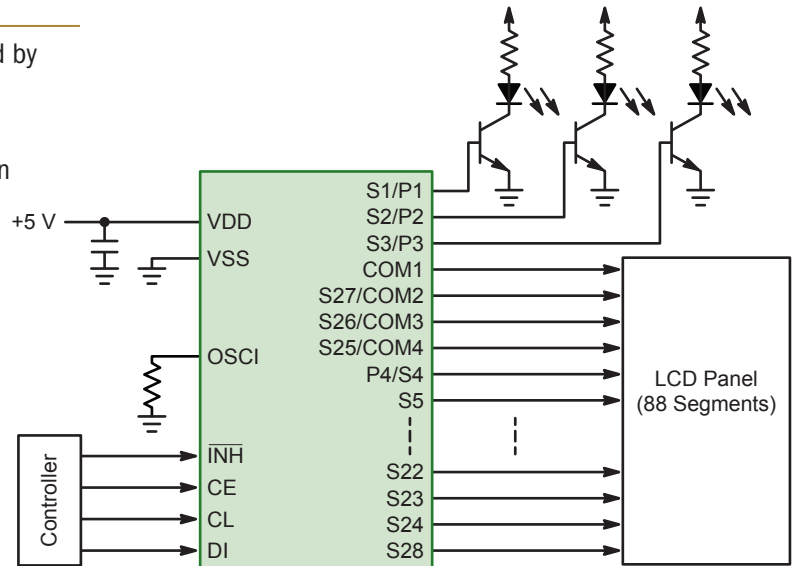 d by
n
+5 V
VDD
VSS
OSCI
INH
CE
CL
DI
Controller
S1/P1
S2/P2
S3/P3
COM1
S27/COM2
S26/COM3
S25/COM4
P4/S4
S5
S22
S23
S24
S28
LCD Panel
(88 Segments)